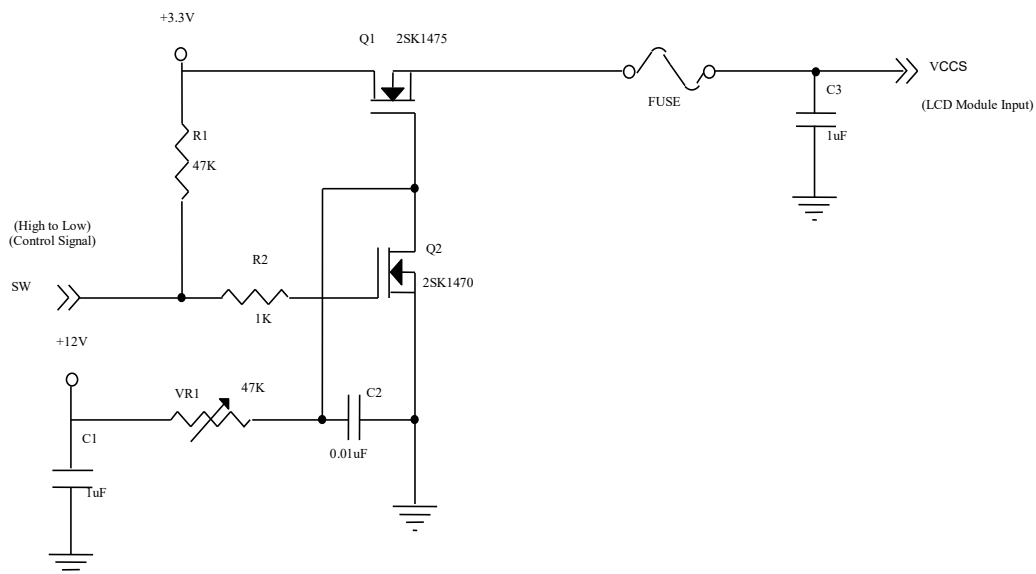 +3.3V
Q1
2SK1475
VCCS
FUSE
C3
(LCD Module Input)
R1
1uF
47K
(High to Low)
(Control Signal)
Q2
R2
SW
2SK1470
1K
+12V
VR1
47K
C2
C1
0.01uF
1uF